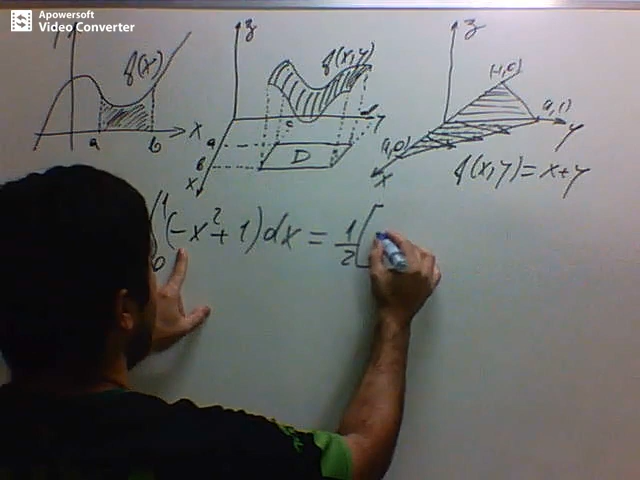 Apowersoft
Video Converter
f(x)
x
a
b
z
f(x,y)
y
c
a
b
D
x
z
(-1,0)
(0,1)
(1,0)
y
x
f(x,y)=x+y
∫₀¹(-x²+1)dx = 1/2 [